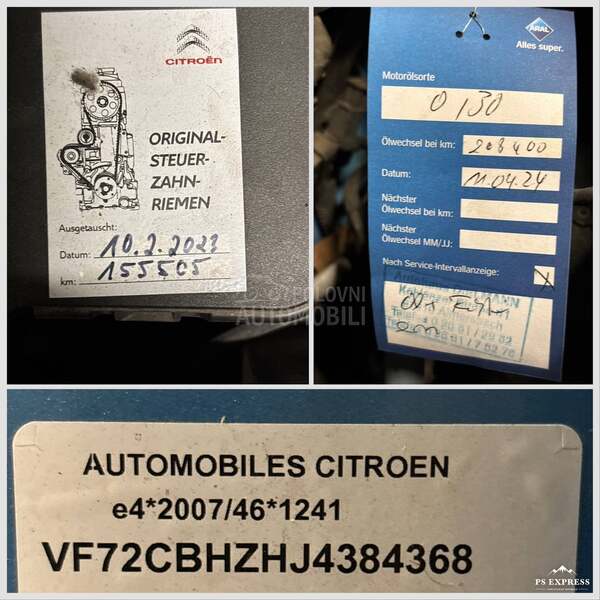 CITROËN
ORIGINAL-
STEUER-
ZAHN-
RIEMEN
Ausgetauscht:
Datum: 10.2.2023
km: 155505
POLOVNI
AUTOMOBILI
ARAL
Alles super.
Motorölsorte
0 130
Ölwechsel bei km: 208400
Datum: 11.04.24
Nächster
Ölwechsel bei km:
Nächster
Ölwechsel MM/JJ:
Nach Service-Intervallanzeige: X
AUTOMOBILES CITROEN
e4*2007/46*1241
VF72CBHZHJ4384368
PS EXPRESS